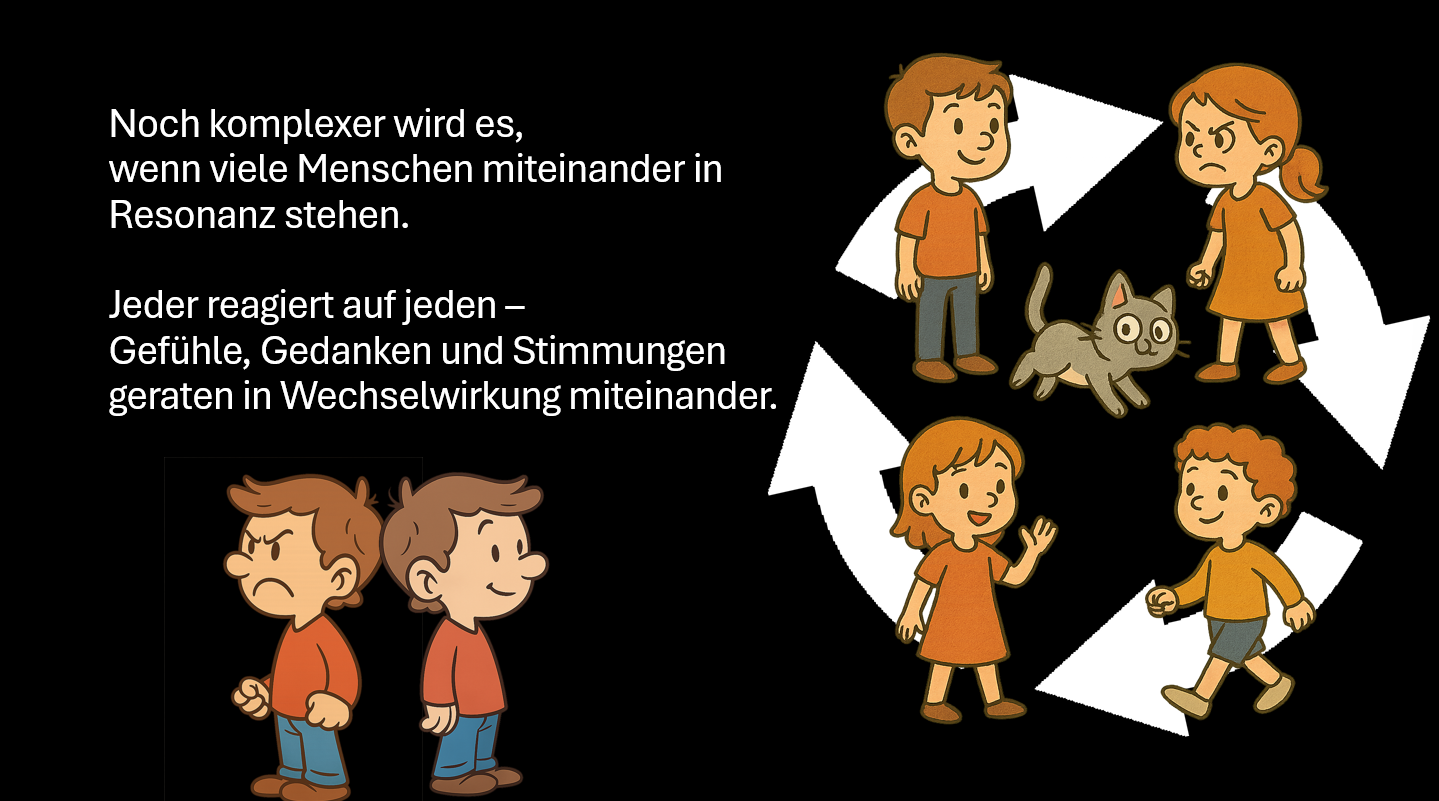 Noch komplexer wird es,
wenn viele Menschen miteinander in
Resonanz stehen.
Jeder reagiert auf jeden –
Gefühle, Gedanken und Stimmungen
geraten in Wechselwirkung miteinander.